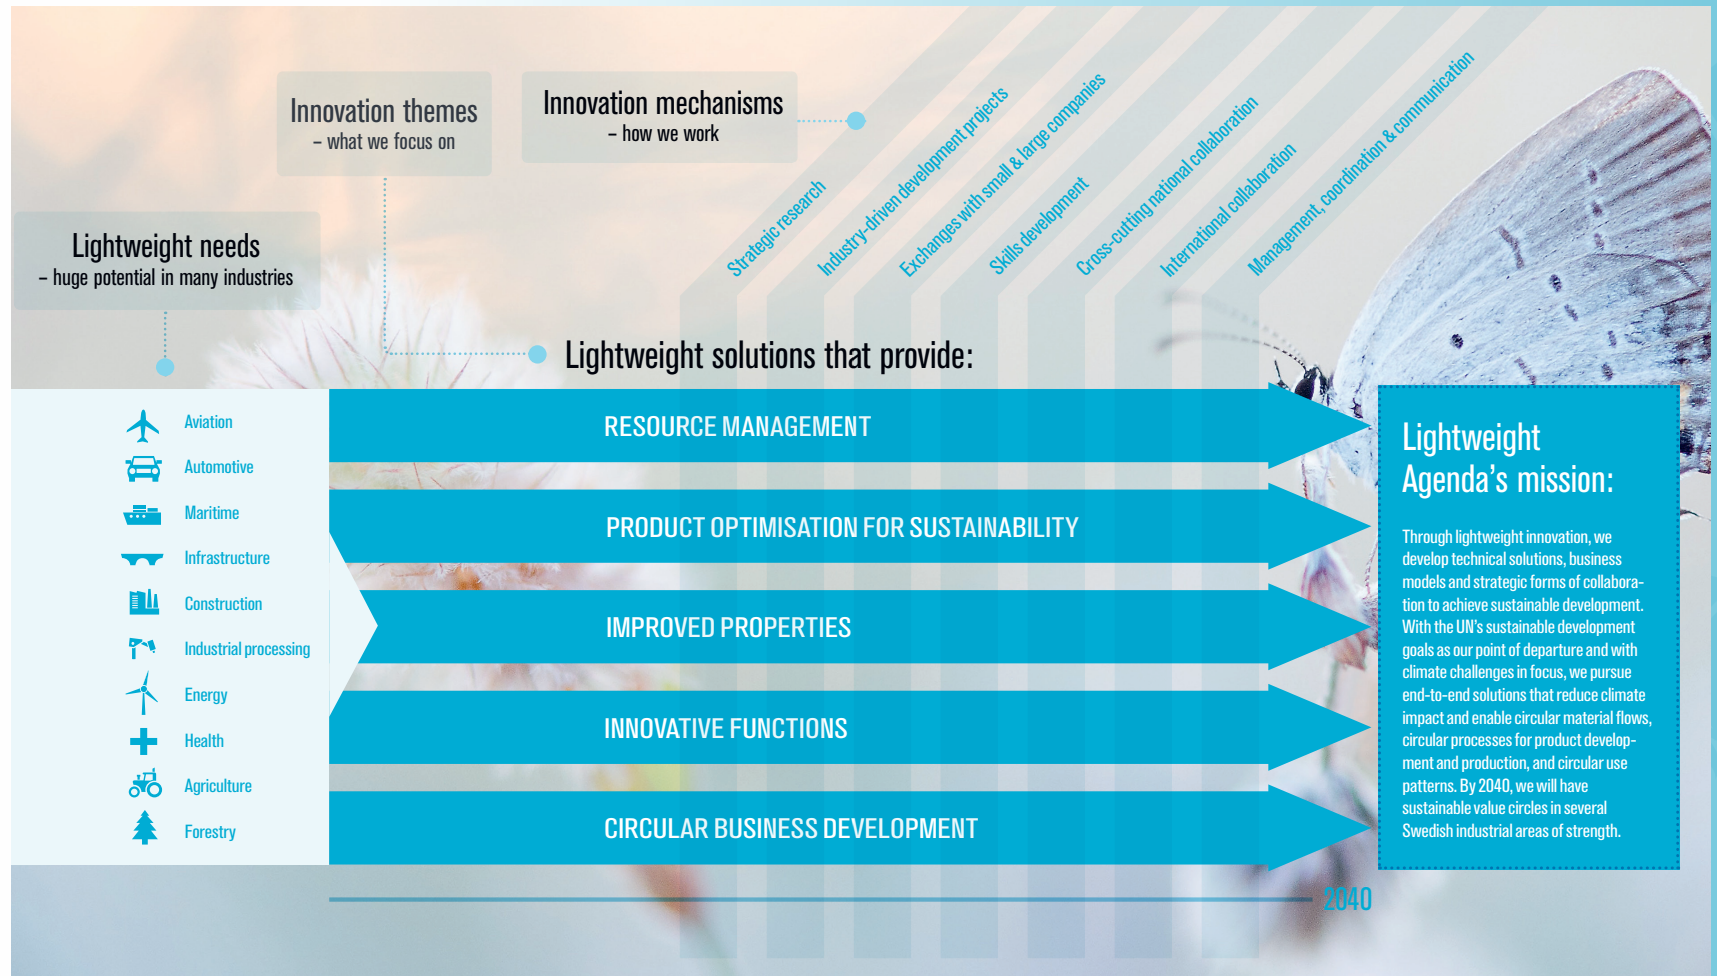 Innovation themes
– what we focus on
Innovation mechanisms
– how we work
Lightweight needs
– huge potential in many industries
Strategic research
Industry-driven development projects
Exchanges with small & large companies
Skills development
Cross-cutting national collaboration
International collaboration
Management, coordination & communication
Lightweight solutions that provide:
Aviation
Automotive
Maritime
Infrastructure
Construction
Industrial processing
Energy
Health
Agriculture
Forestry
RESOURCE MANAGEMENT
PRODUCT OPTIMISATION FOR SUSTAINABILITY
IMPROVED PROPERTIES
INNOVATIVE FUNCTIONS
CIRCULAR BUSINESS DEVELOPMENT
2040
Lightweight
Agenda’s mission:
Through lightweight innovation, we
develop technical solutions, business
models and strategic forms of collabora-
tion to achieve sustainable development.
With the UN’s sustainable development
goals as our point of departure and with
climate challenges in focus, we pursue
end-to-end solutions that reduce climate
impact and enable circular material flows,
circular processes for product develop-
ment and production, and circular use
patterns. By 2040, we will have
sustainable value circles in several
Swedish industrial areas of strength.